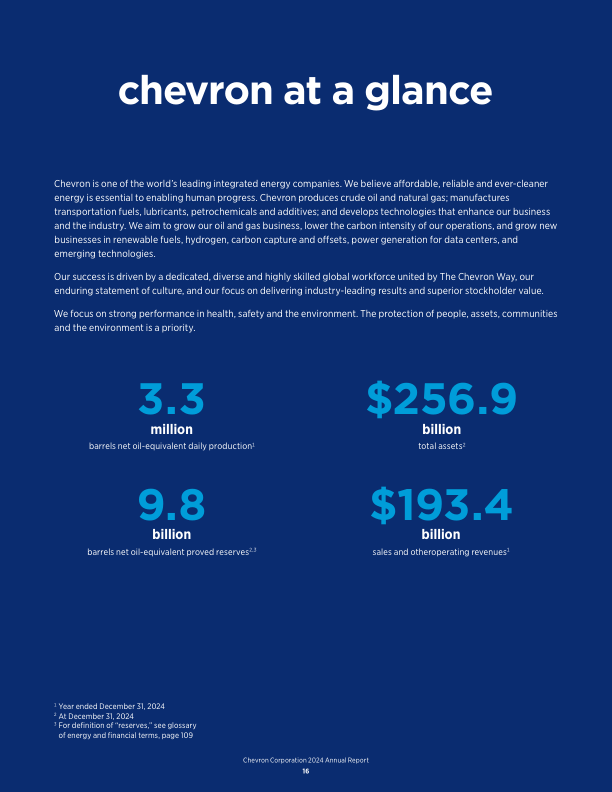 chevron at a glance
Chevron is one of the world's leading integrated energy companies. We believe affordable, reliable and ever-cleaner
energy is essential to enabling human progress. Chevron produces crude oil and natural gas; manufactures
transportation fuels, lubricants, petrochemicals and additives; and develops technologies that enhance our business
and the industry. We aim to grow our oil and gas business, lower the carbon intensity of our operations, and grow new
businesses in renewable fuels, hydrogen, carbon capture and offsets, power generation for data centers, and
emerging technologies.
Our success is driven by a dedicated, diverse and highly skilled global workforce united by The Chevron Way, our
enduring statement of culture, and our focus on delivering industry-leading results and superior stockholder value.
We focus on strong performance in health, safety and the environment. The protection of people, assets, communities
and the environment is a priority.
3.3
million
barrels net oil-equivalent daily production¹
$256.9
billion
total assets²
9.8
billion
barrels net oil-equivalent proved reserves²,³
$193.4
billion
sales and otheroperating revenues¹
¹ Year ended December 31, 2024
² At December 31, 2024
³ For definition of "reserves," see glossary
of energy and financial terms, page 109
Chevron Corporation 2024 Annual Report
16